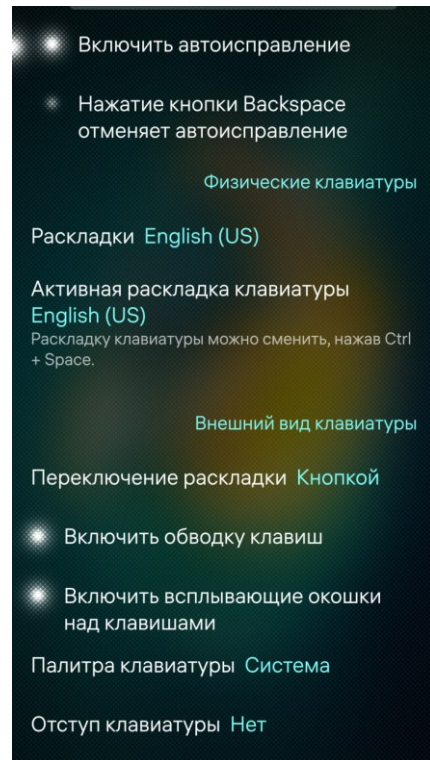 Включить автоисправление
Нажатие кнопки Backspace
отменяет автоисправление
Физические клавиатуры
Раскладки English (US)
Активная раскладка клавиатуры
English (US)
Раскладку клавиатуры можно сменить, нажав Ctrl
+ Space.
Внешний вид клавиатуры
Переключение раскладки Кнопкой
Включить обводку клавиш
Включить всплывающие окошки
над клавишами
Палитра клавиатуры Система
Отступ клавиатуры Нет